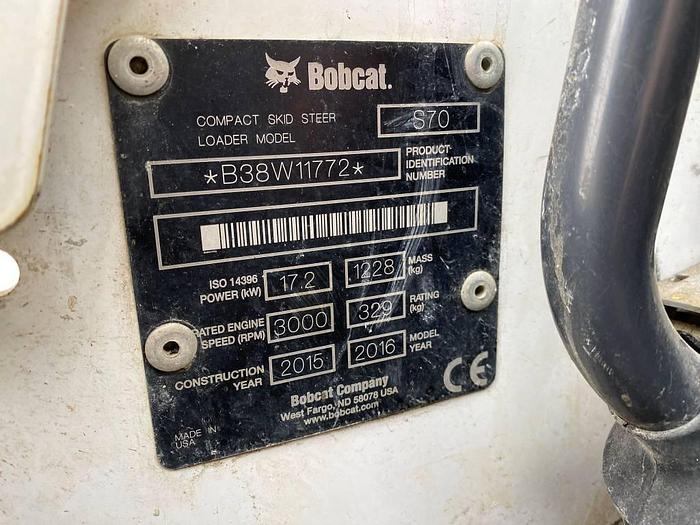 Bobcat.
COMPACT SKID STEER
LOADER MODEL
S70
*B38W11772*
PRODUCT
IDENTIFICATION
NUMBER
ISO 14396
POWER (kW)
17.2
1228
MASS
(kg)
RATED ENGINE
SPEED (RPM)
3000
329
RATING
(kg)
CONSTRUCTION
YEAR
2015
2016
MODEL
YEAR
Bobcat Company
West Fargo, ND 58078 USA
www.bobcat.com
CE
MADE IN
USA